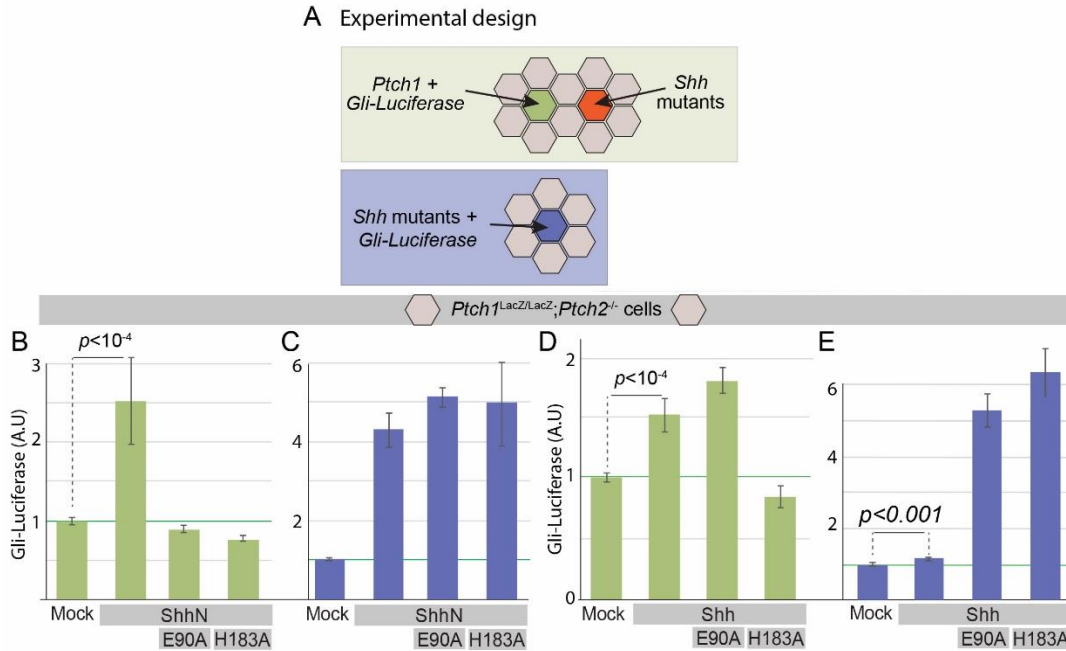 A Experimental design
Ptch1 +
Gli-Luciferase
Shh
mutants
Shh mutants +
Gli-Luciferase
Ptch1LacZ/LacZ;Ptch2-/- cells
B
p<10-4
Gli-Luciferase (A.U)
3
2
1
Mock
ShhN
E90A
H183A
C
6
4
2
Mock
ShhN
E90A
H183A
D
p<10-4
Gli-Luciferase (A.U)
2
1
0
Mock
Shh
E90A
H183A
E
p<0.001
6
4
2
Mock
Shh
E90A
H183A